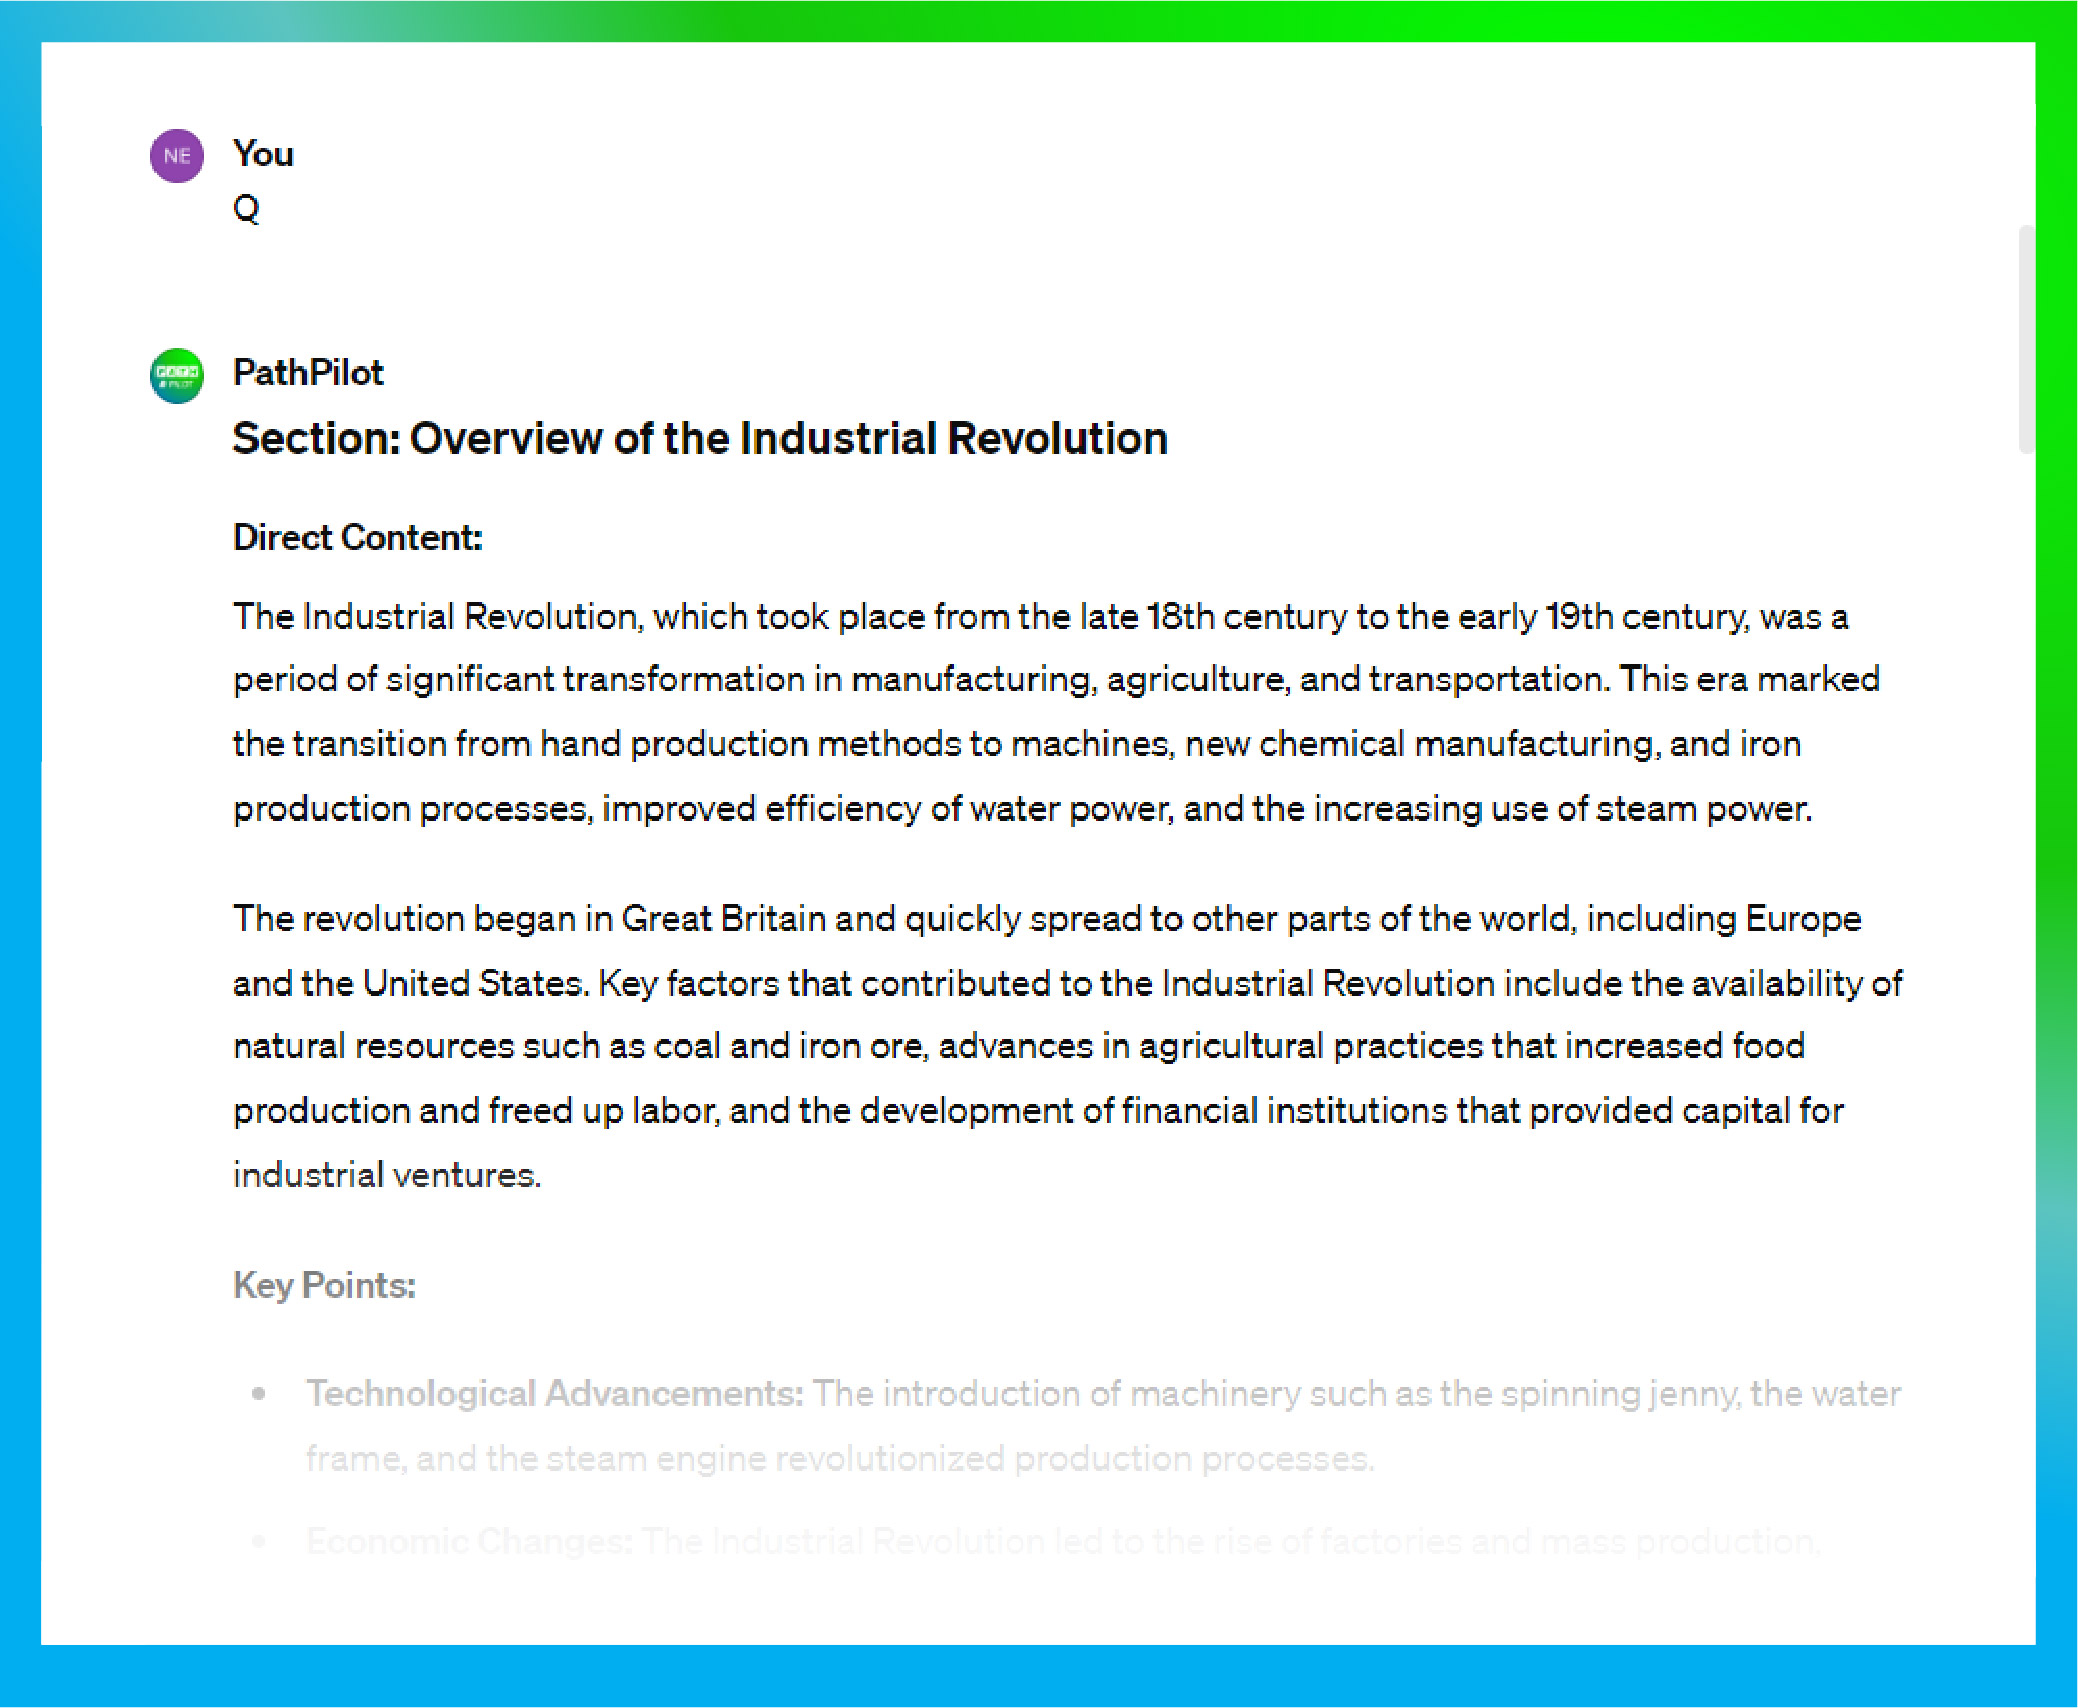 NE
You
Q
PATH
PILOT
PathPilot
Section: Overview of the Industrial Revolution
Direct Content:
The Industrial Revolution, which took place from the late 18th century to the early 19th century, was a
period of significant transformation in manufacturing, agriculture, and transportation. This era marked
the transition from hand production methods to machines, new chemical manufacturing, and iron
production processes, improved efficiency of water power, and the increasing use of steam power.
The revolution began in Great Britain and quickly spread to other parts of the world, including Europe
and the United States. Key factors that contributed to the Industrial Revolution include the availability of
natural resources such as coal and iron ore, advances in agricultural practices that increased food
production and freed up labor, and the development of financial institutions that provided capital for
industrial ventures.
Key Points:
• Technological Advancements: The introduction of machinery such as the spinning jenny, the water
frame, and the steam engine revolutionized production processes.
• Economic Changes: The Industrial Revolution led to the rise of factories and mass production,